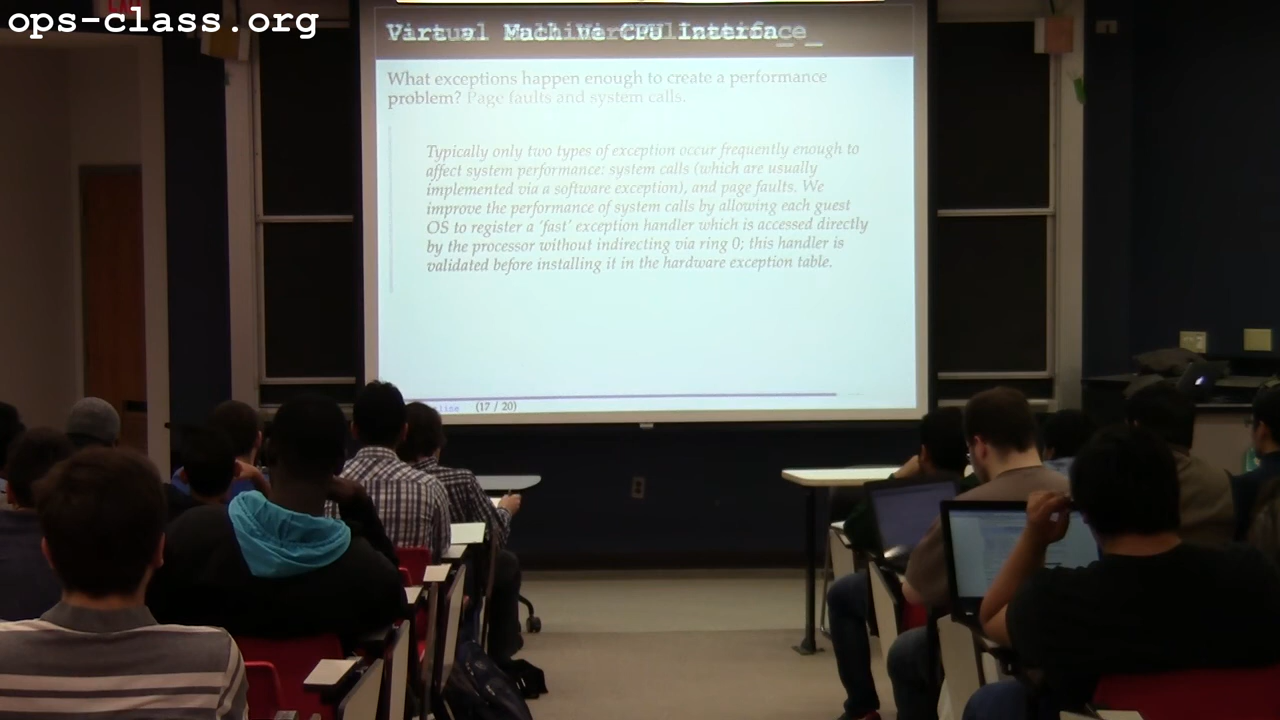 ops-class.org
Virtual Machine CPU Interface
What exceptions happen enough to create a performance
problem? Page faults and system calls.
Typically only two types of exception occur frequently enough to
affect system performance: system calls (which are usually
implemented via a software exception), and page faults. We
improve the performance of system calls by allowing each guest
OS to register a 'fast' exception handler which is accessed directly
by the processor without indirecting via ring 0; this handler is
validated before installing it in the hardware exception table.
(17 / 20)